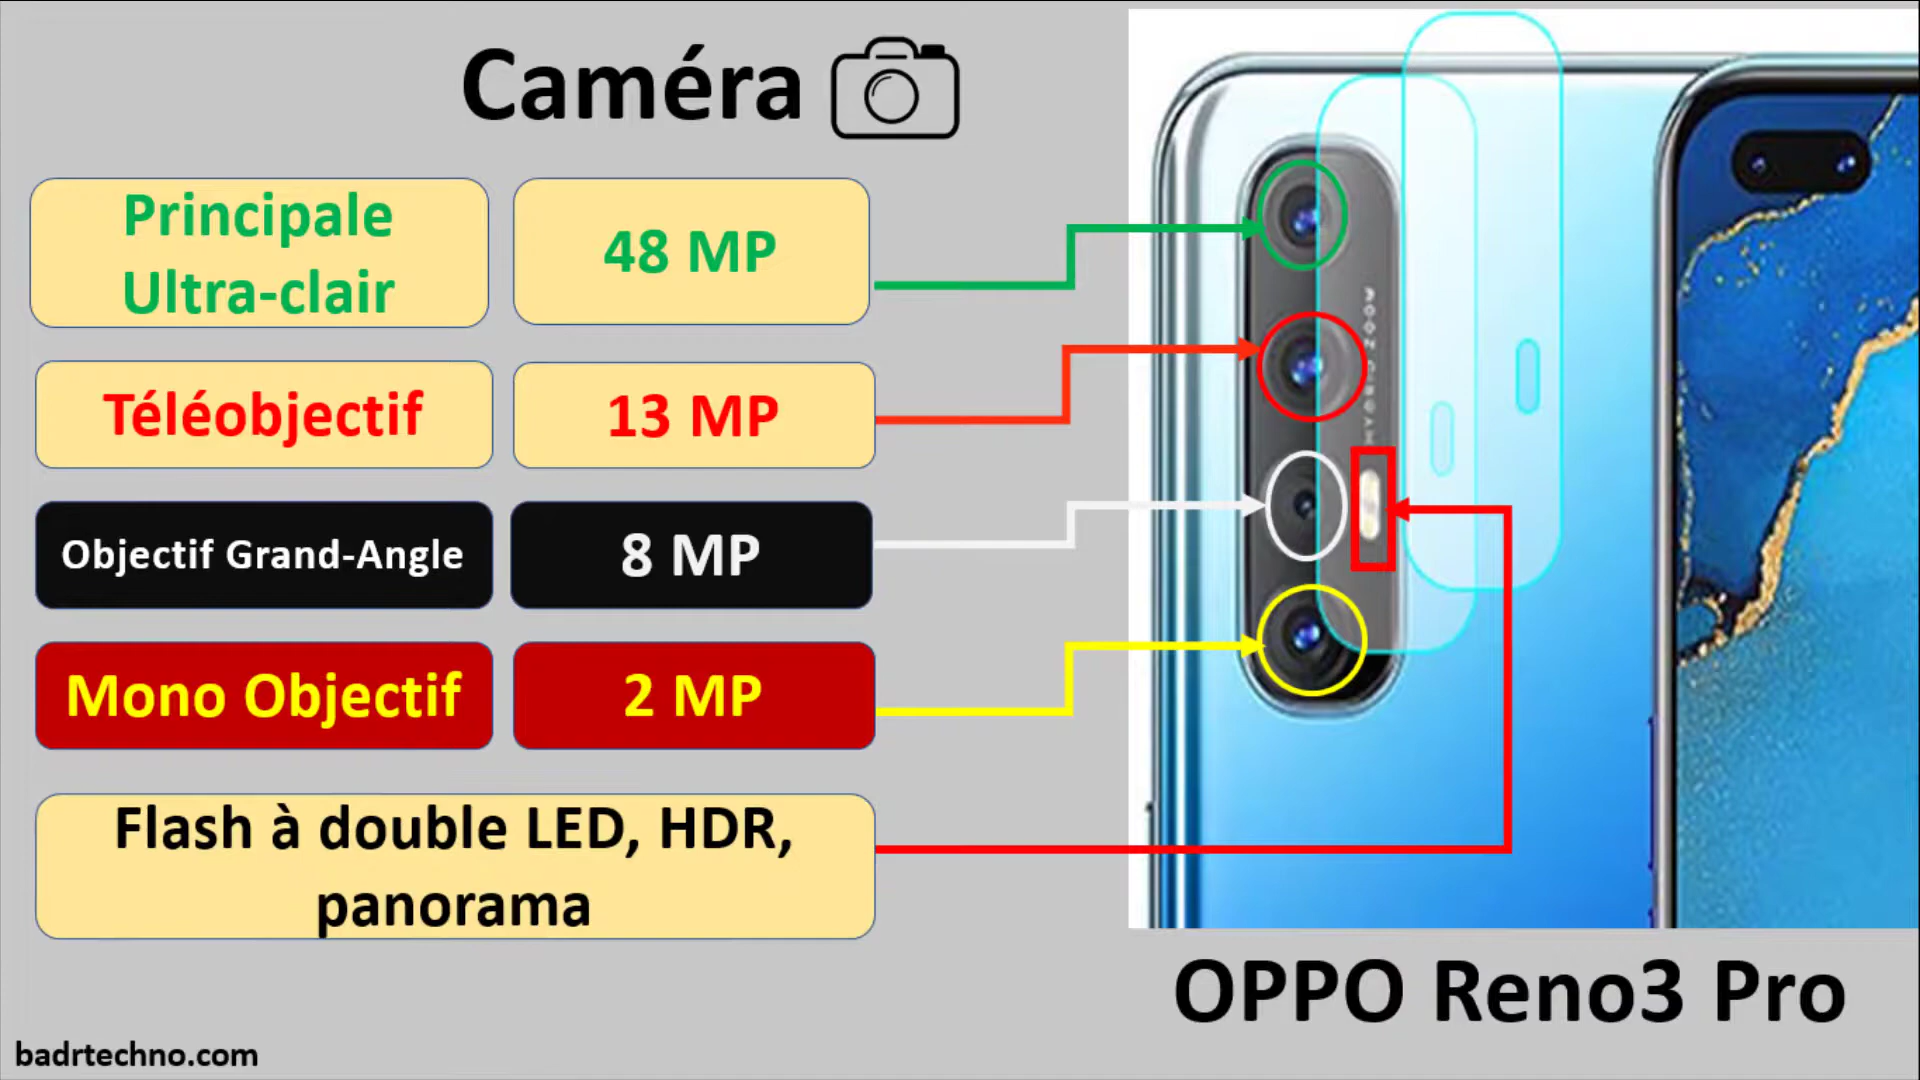 Caméra
Principale
Ultra-clair
48 MP
Téléobjectif
13 MP
Objectif Grand-Angle
8 MP
Mono Objectif
2 MP
Flash à double LED, HDR,
panorama
OPPO Reno3 Pro
badrtechno.com